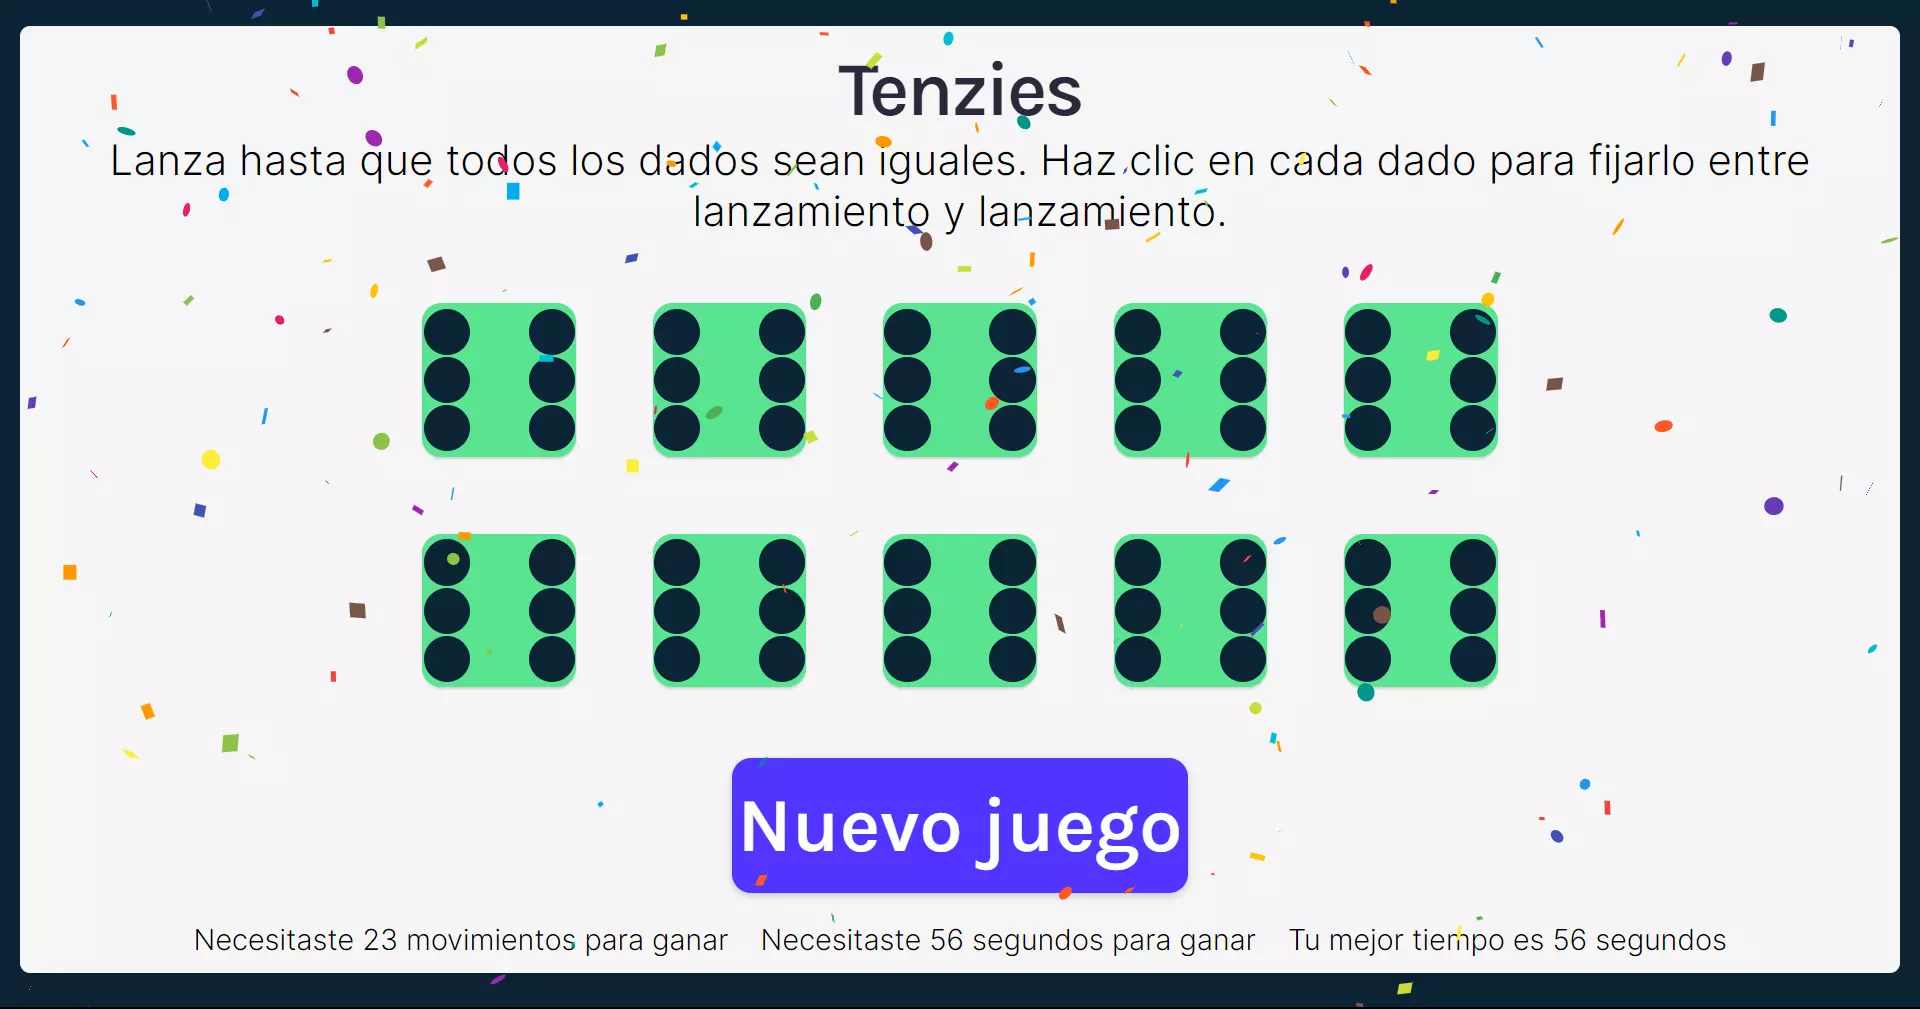 Tenzies
Lanza hasta que todos los dados sean iguales. Haz clic en cada dado para fijarlo entre
lanzamiento y lanzamiento.
Nuevo juego
Necesitaste 23 movimientos para ganar
Necesitaste 56 segundos para ganar
Tu mejor tiempo es 56 segundos